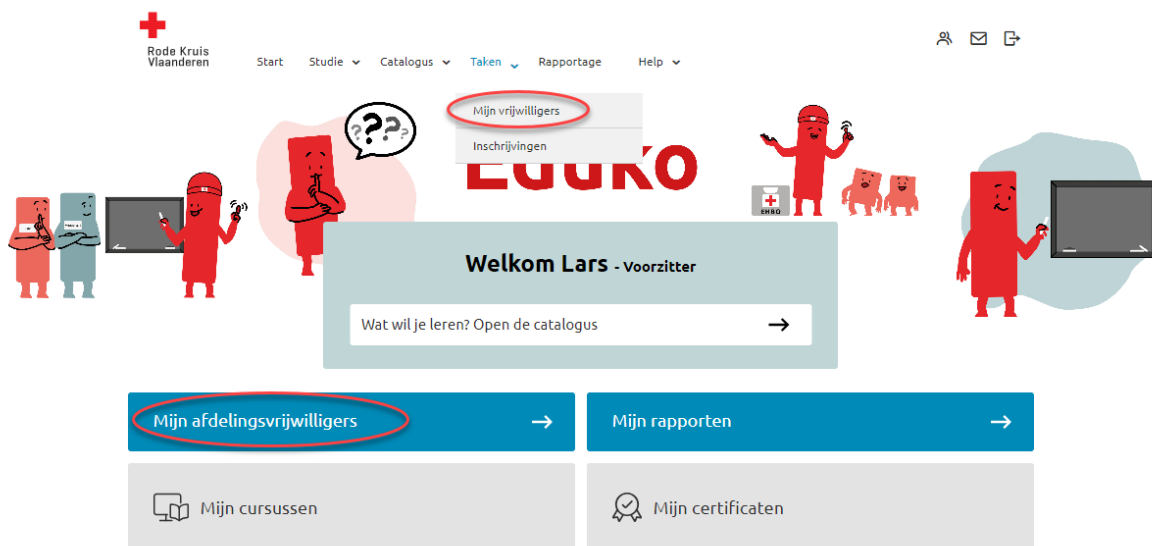 Rode Kruis
Vlaanderen
Start Studie Catalogus Taken Rapportage Help
Mijn vrijwilligers
Inschrijvingen
????
Eduko
EHBO
Welkom Lars - Voorzitter
Wat wil je leren? Open de catalogus
Mijn afdelingsvrijwilligers
Mijn rapporten
Mijn cursussen
Mijn certificaten